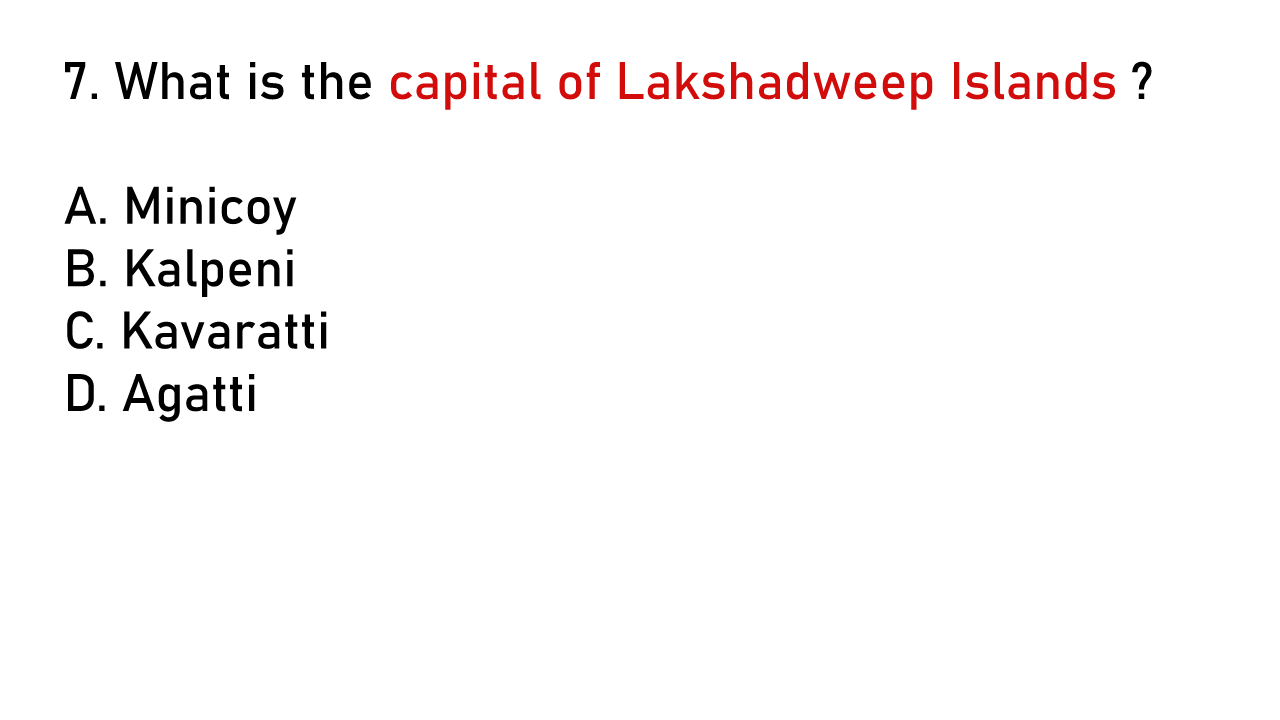 7. What is the capital of Lakshadweep Islands ?
A. Minicoy
B. Kalpeni
C. Kavaratti
D. Agatti